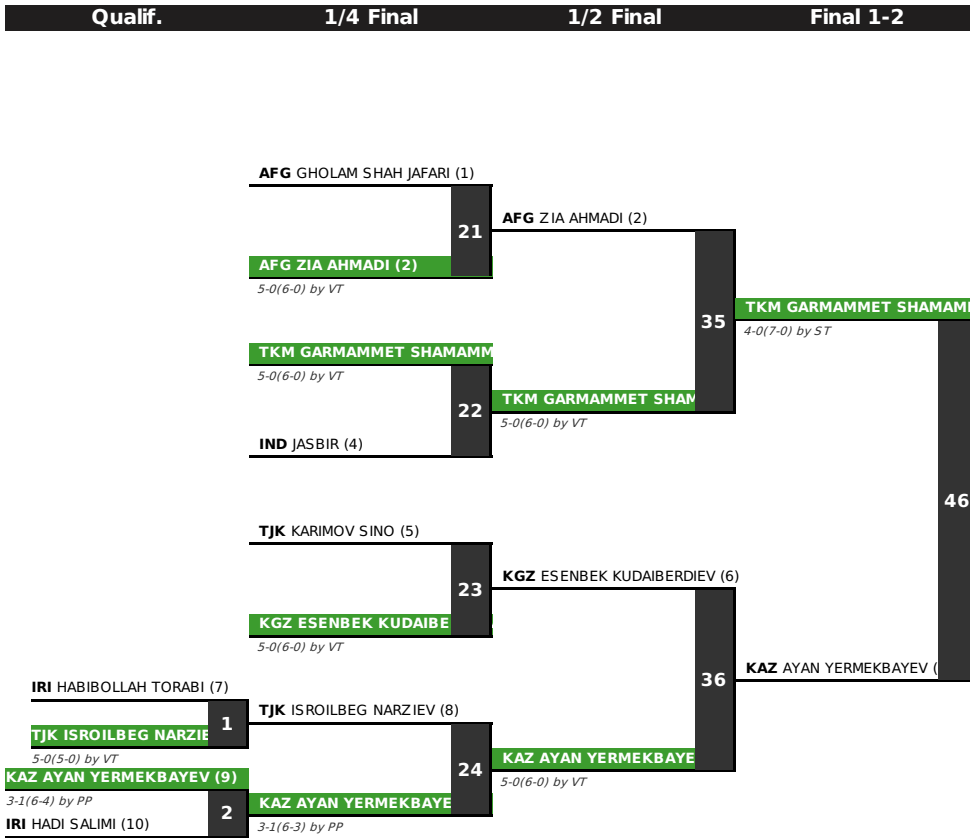 Qualif. 1/4 Final 1/2 Final Final 1-2
AFG GHOLAM SHAH JAFARI (1)
21
AFG ZIA AHMADI (2)
AFG ZIA AHMADI (2)
5-0(6-0) by VT
35
TKM GARMAMMET SHAMAMM
5-0(6-0) by VT
22
TKM GARMAMMET SHAM
5-0(6-0) by VT
IND JASBIR (4)
TKM GARMAMMET SHAMAM
4-0(7-0) by ST
46
TJK KARIMOV SINO (5)
23
KGZ ESENBEK KUDAIBERDIEV (6)
KGZ ESENBEK KUDAIBE
5-0(6-0) by VT
36
KAZ AYAN YERMEKBAYEV (
IRI HABIBOLLAH TORABI (7)
1
TJK ISROILBEG NARZIEV (8)
TJK ISROILBEG NARZIE
5-0(5-0) by VT
24
KAZ AYAN YERMEKBAYE
5-0(6-0) by VT
KAZ AYAN YERMEKBAYEV (9)
3-1(6-4) by PP
2
KAZ AYAN YERMEKBAYE
3-1(6-3) by PP
IRI HADI SALIMI (10)